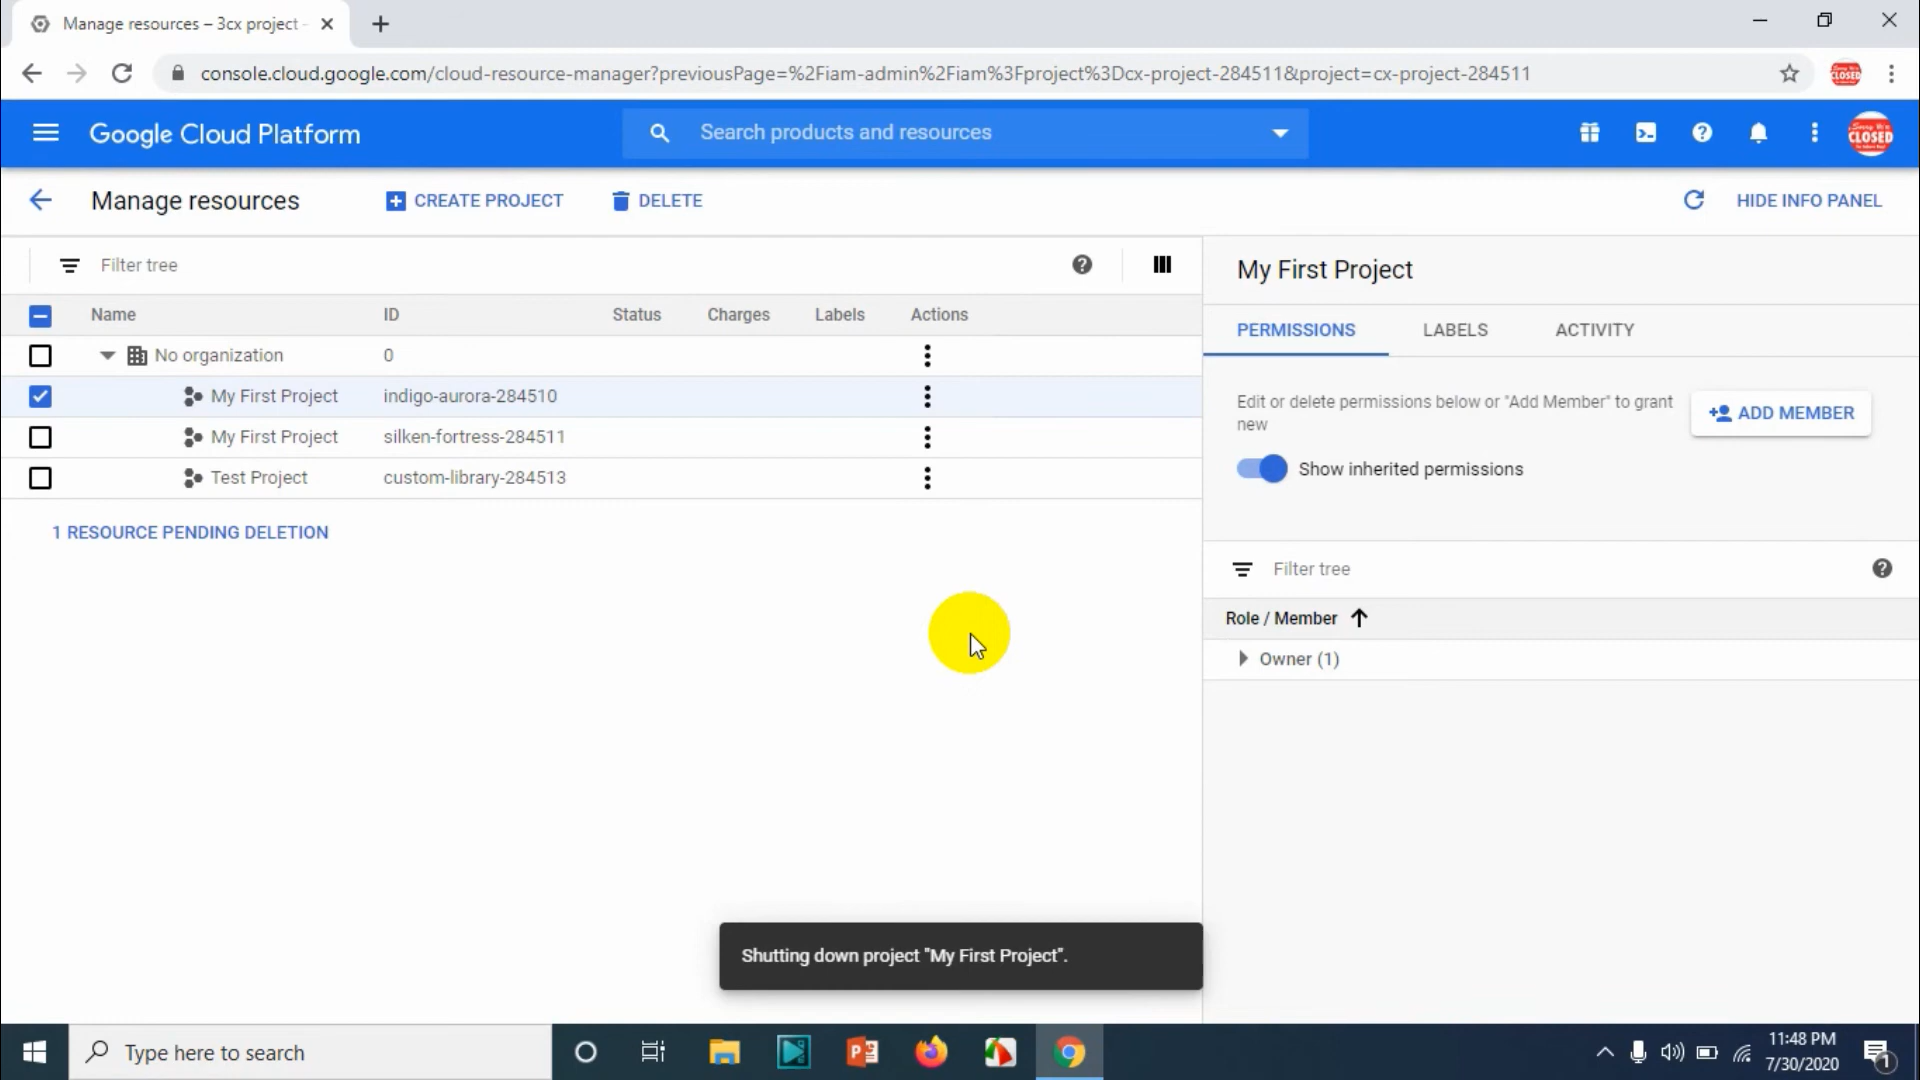 Manage resources – 3cx project -
console.cloud.google.com/cloud-resource-manager?previousPage=%2Fiam-admin%2Fiam%3Fproject%3Dcx-project-284511&project=cx-project-284511
Google Cloud Platform
Search products and resources
Manage resources
CREATE PROJECT
DELETE
HIDE INFO PANEL
Filter tree
Name ID Status Charges Labels Actions
No organization 0
My First Project indigo-aurora-284510
My First Project silken-fortress-284511
Test Project custom-library-284513
1 RESOURCE PENDING DELETION
My First Project
PERMISSIONS LABELS ACTIVITY
Edit or delete permissions below or "Add Member" to grant
new
ADD MEMBER
Show inherited permissions
Filter tree
Role / Member
Owner (1)
Shutting down project "My First Project".
Type here to search
11:48 PM
7/30/2020
1